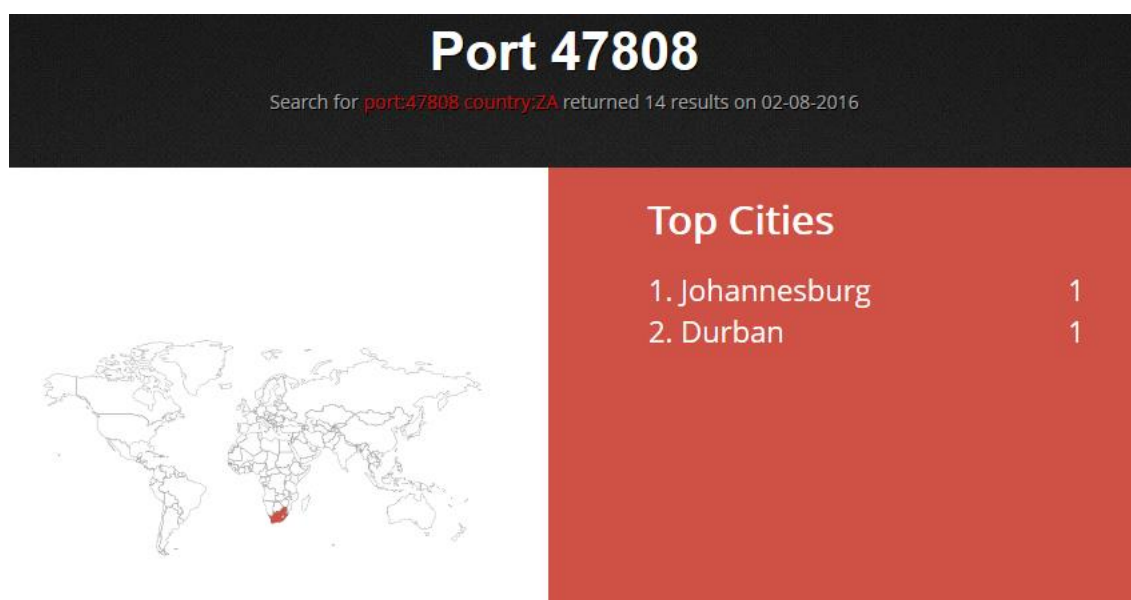 Port 47808
Search for port:47808 country:ZA returned 14 results on 02-08-2016
Top Cities
1. Johannesburg 1
2. Durban 1